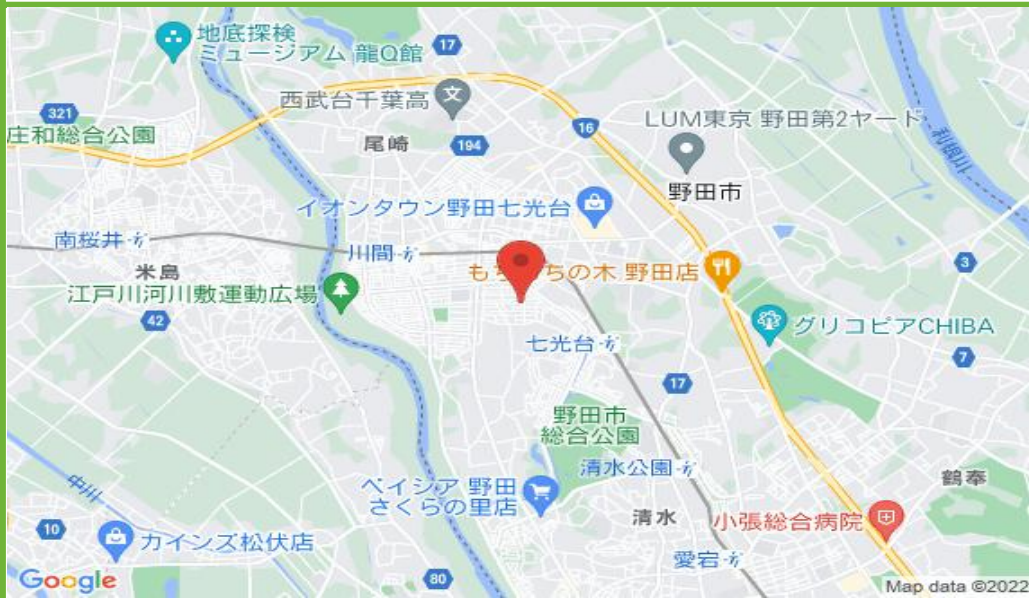 地底探検
ミュージアム 龍Q館
17
321
西武台千葉高
16
LUM東京 野田第2ヤード
庄和総合公園
尾崎
194
利根川
野田市
イオンタウン野田七光台
南桜井
川間
米島
3
野田店
江戸川河川敷運動広場
42
グリコピアCHIBA
七光台
7
17
野田市
総合公園
清水公園
鶴奉
中川
ベイシア 野田
さくらの里店
10
カインズ松伏店
清水
小張総合病院
愛宕
80
Google
Map data ©2022